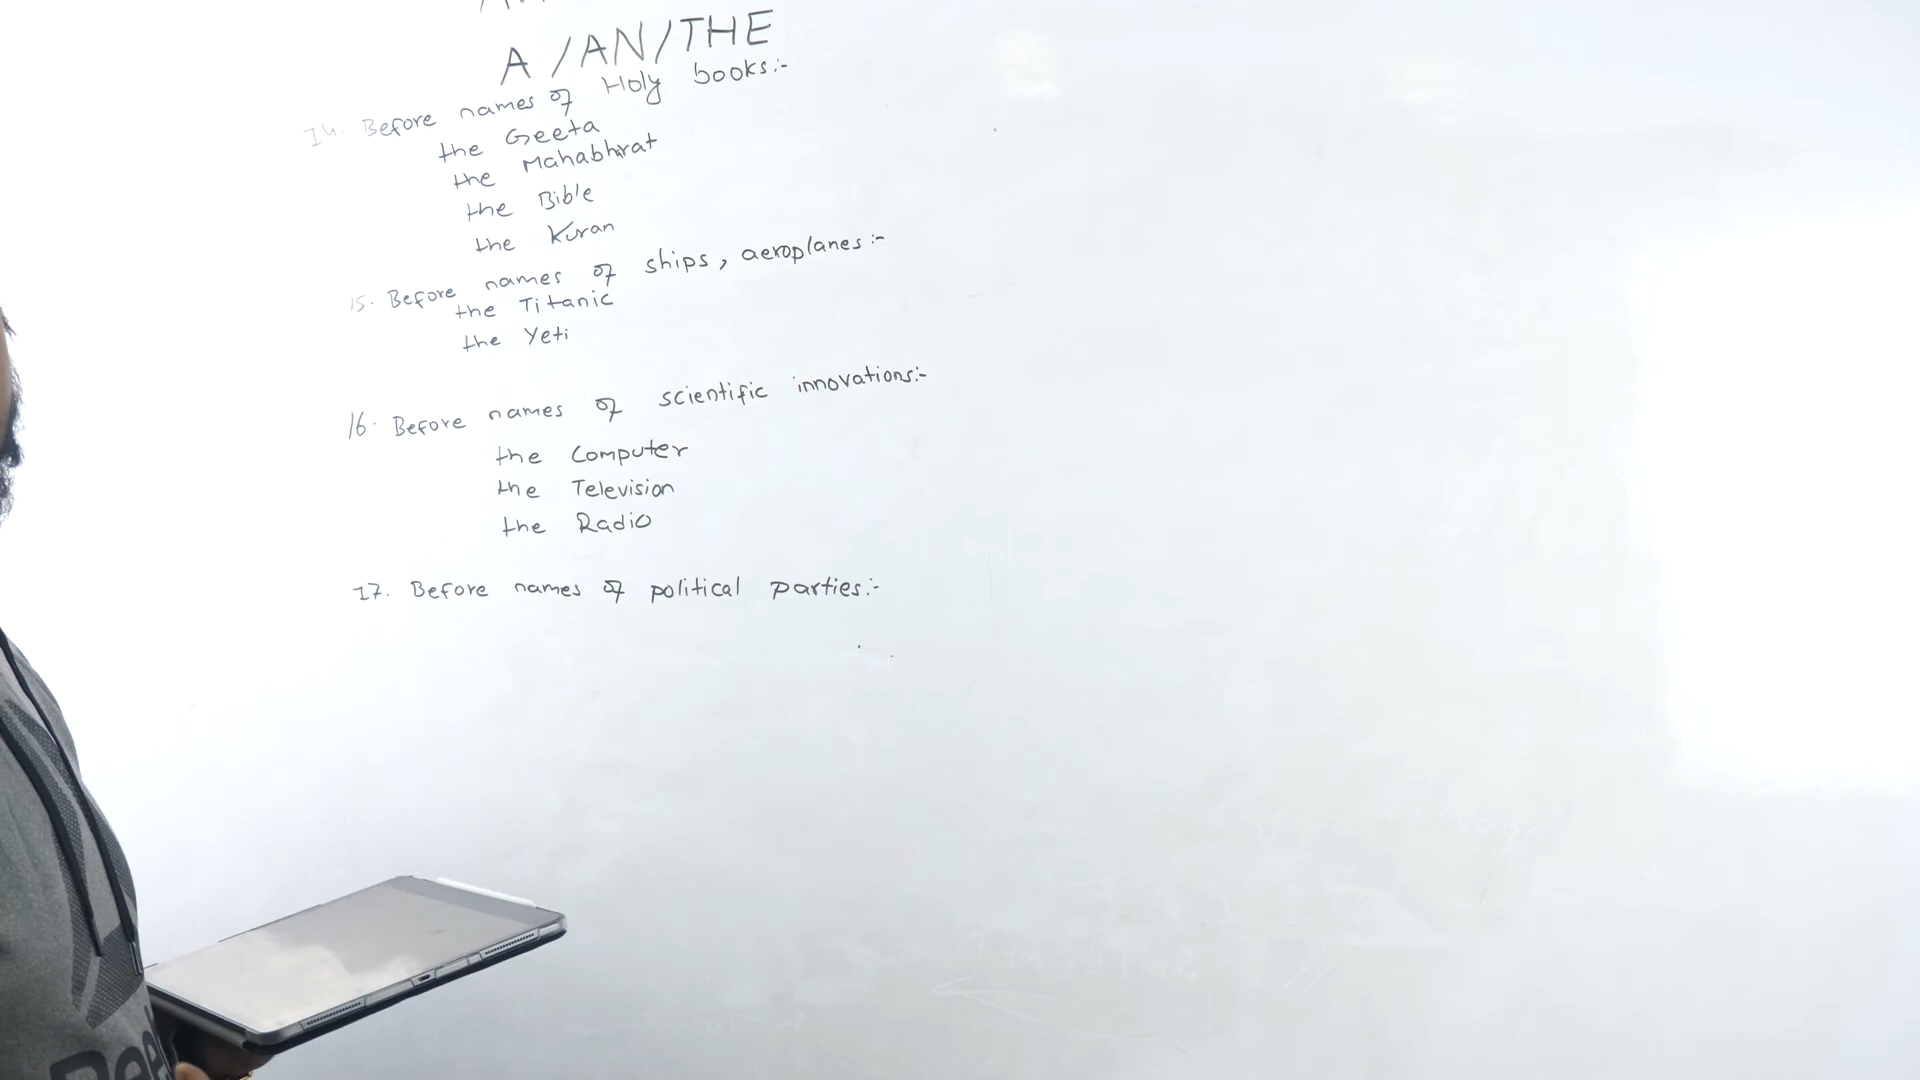 A/AN/THE
14. Before names of Holy books:-
the Geeta
the Mahabhrat
the Bible
the Kuran
15. Before names of ships, aeroplanes:-
the Titanic
the Yeti
16. Before names of scientific innovations:-
the Computer
the Television
the Radio
17. Before names of political parties:-